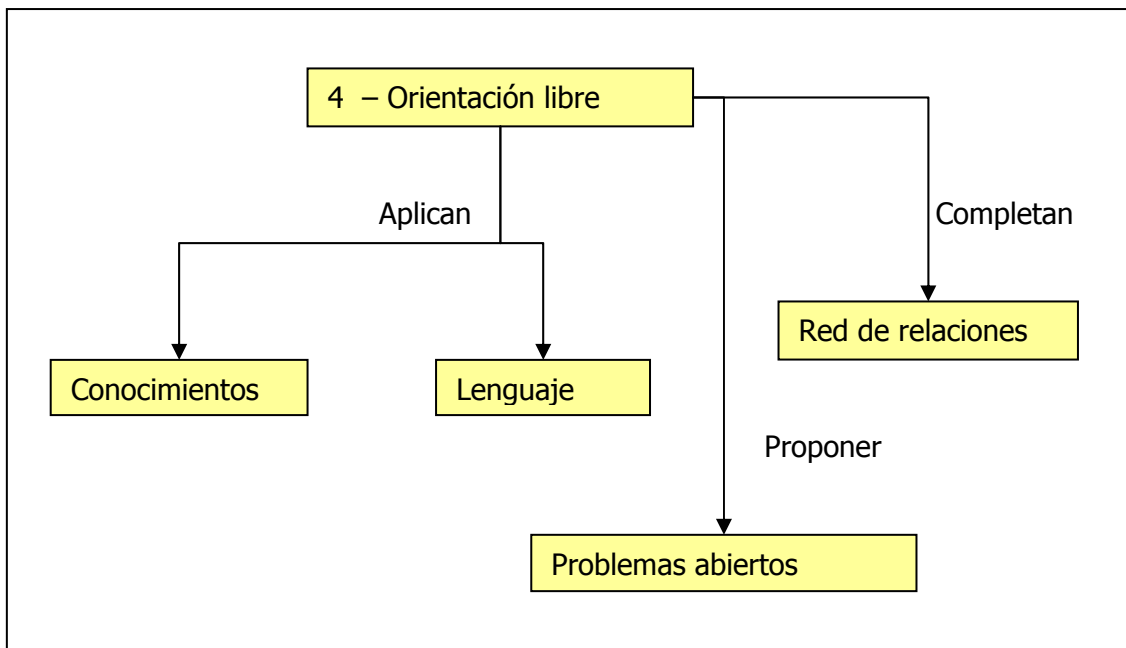 4 – Orientación libre
Aplican
Completan
Red de relaciones
Conocimientos
Lenguaje
Proponer
Problemas abiertos